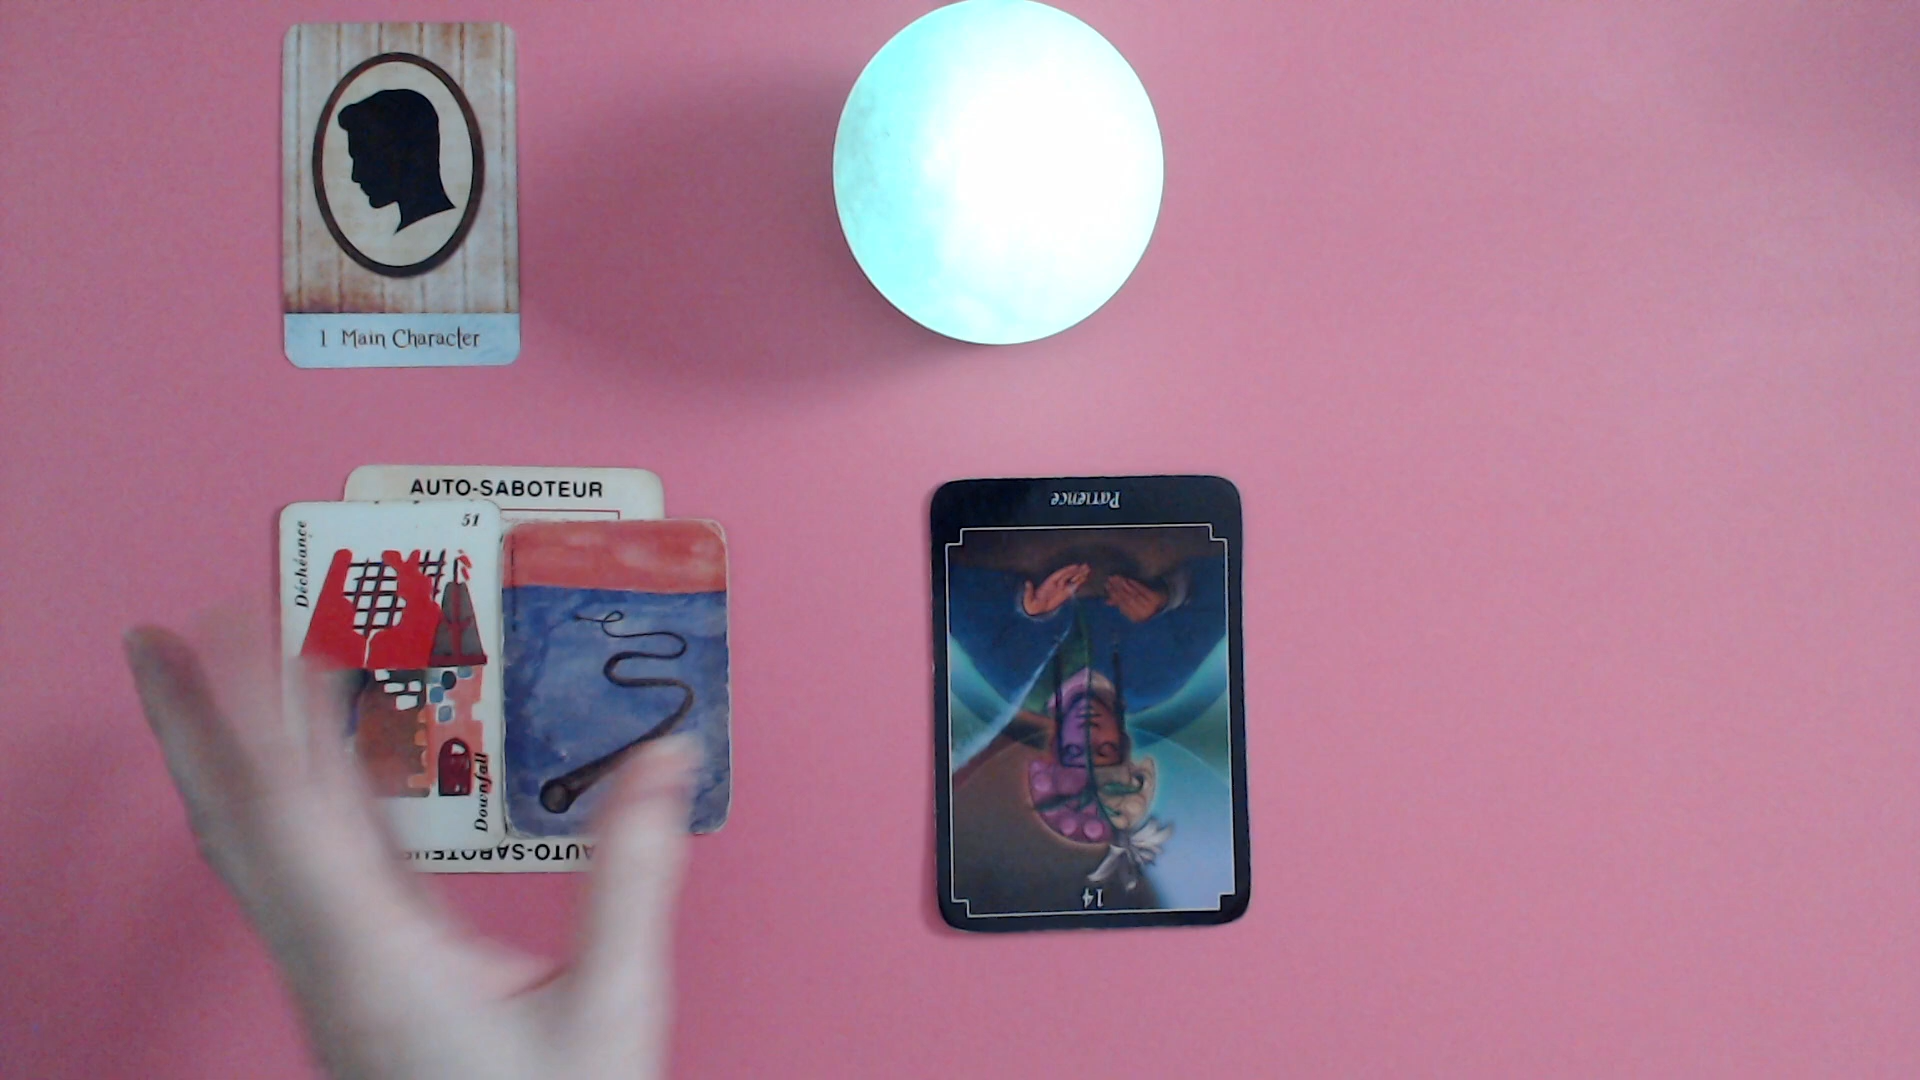 1 Main Character
AUTO-SABOTEUR
51
Déchéance
Downfall
AUTO-SABOTEUR
Patience
14